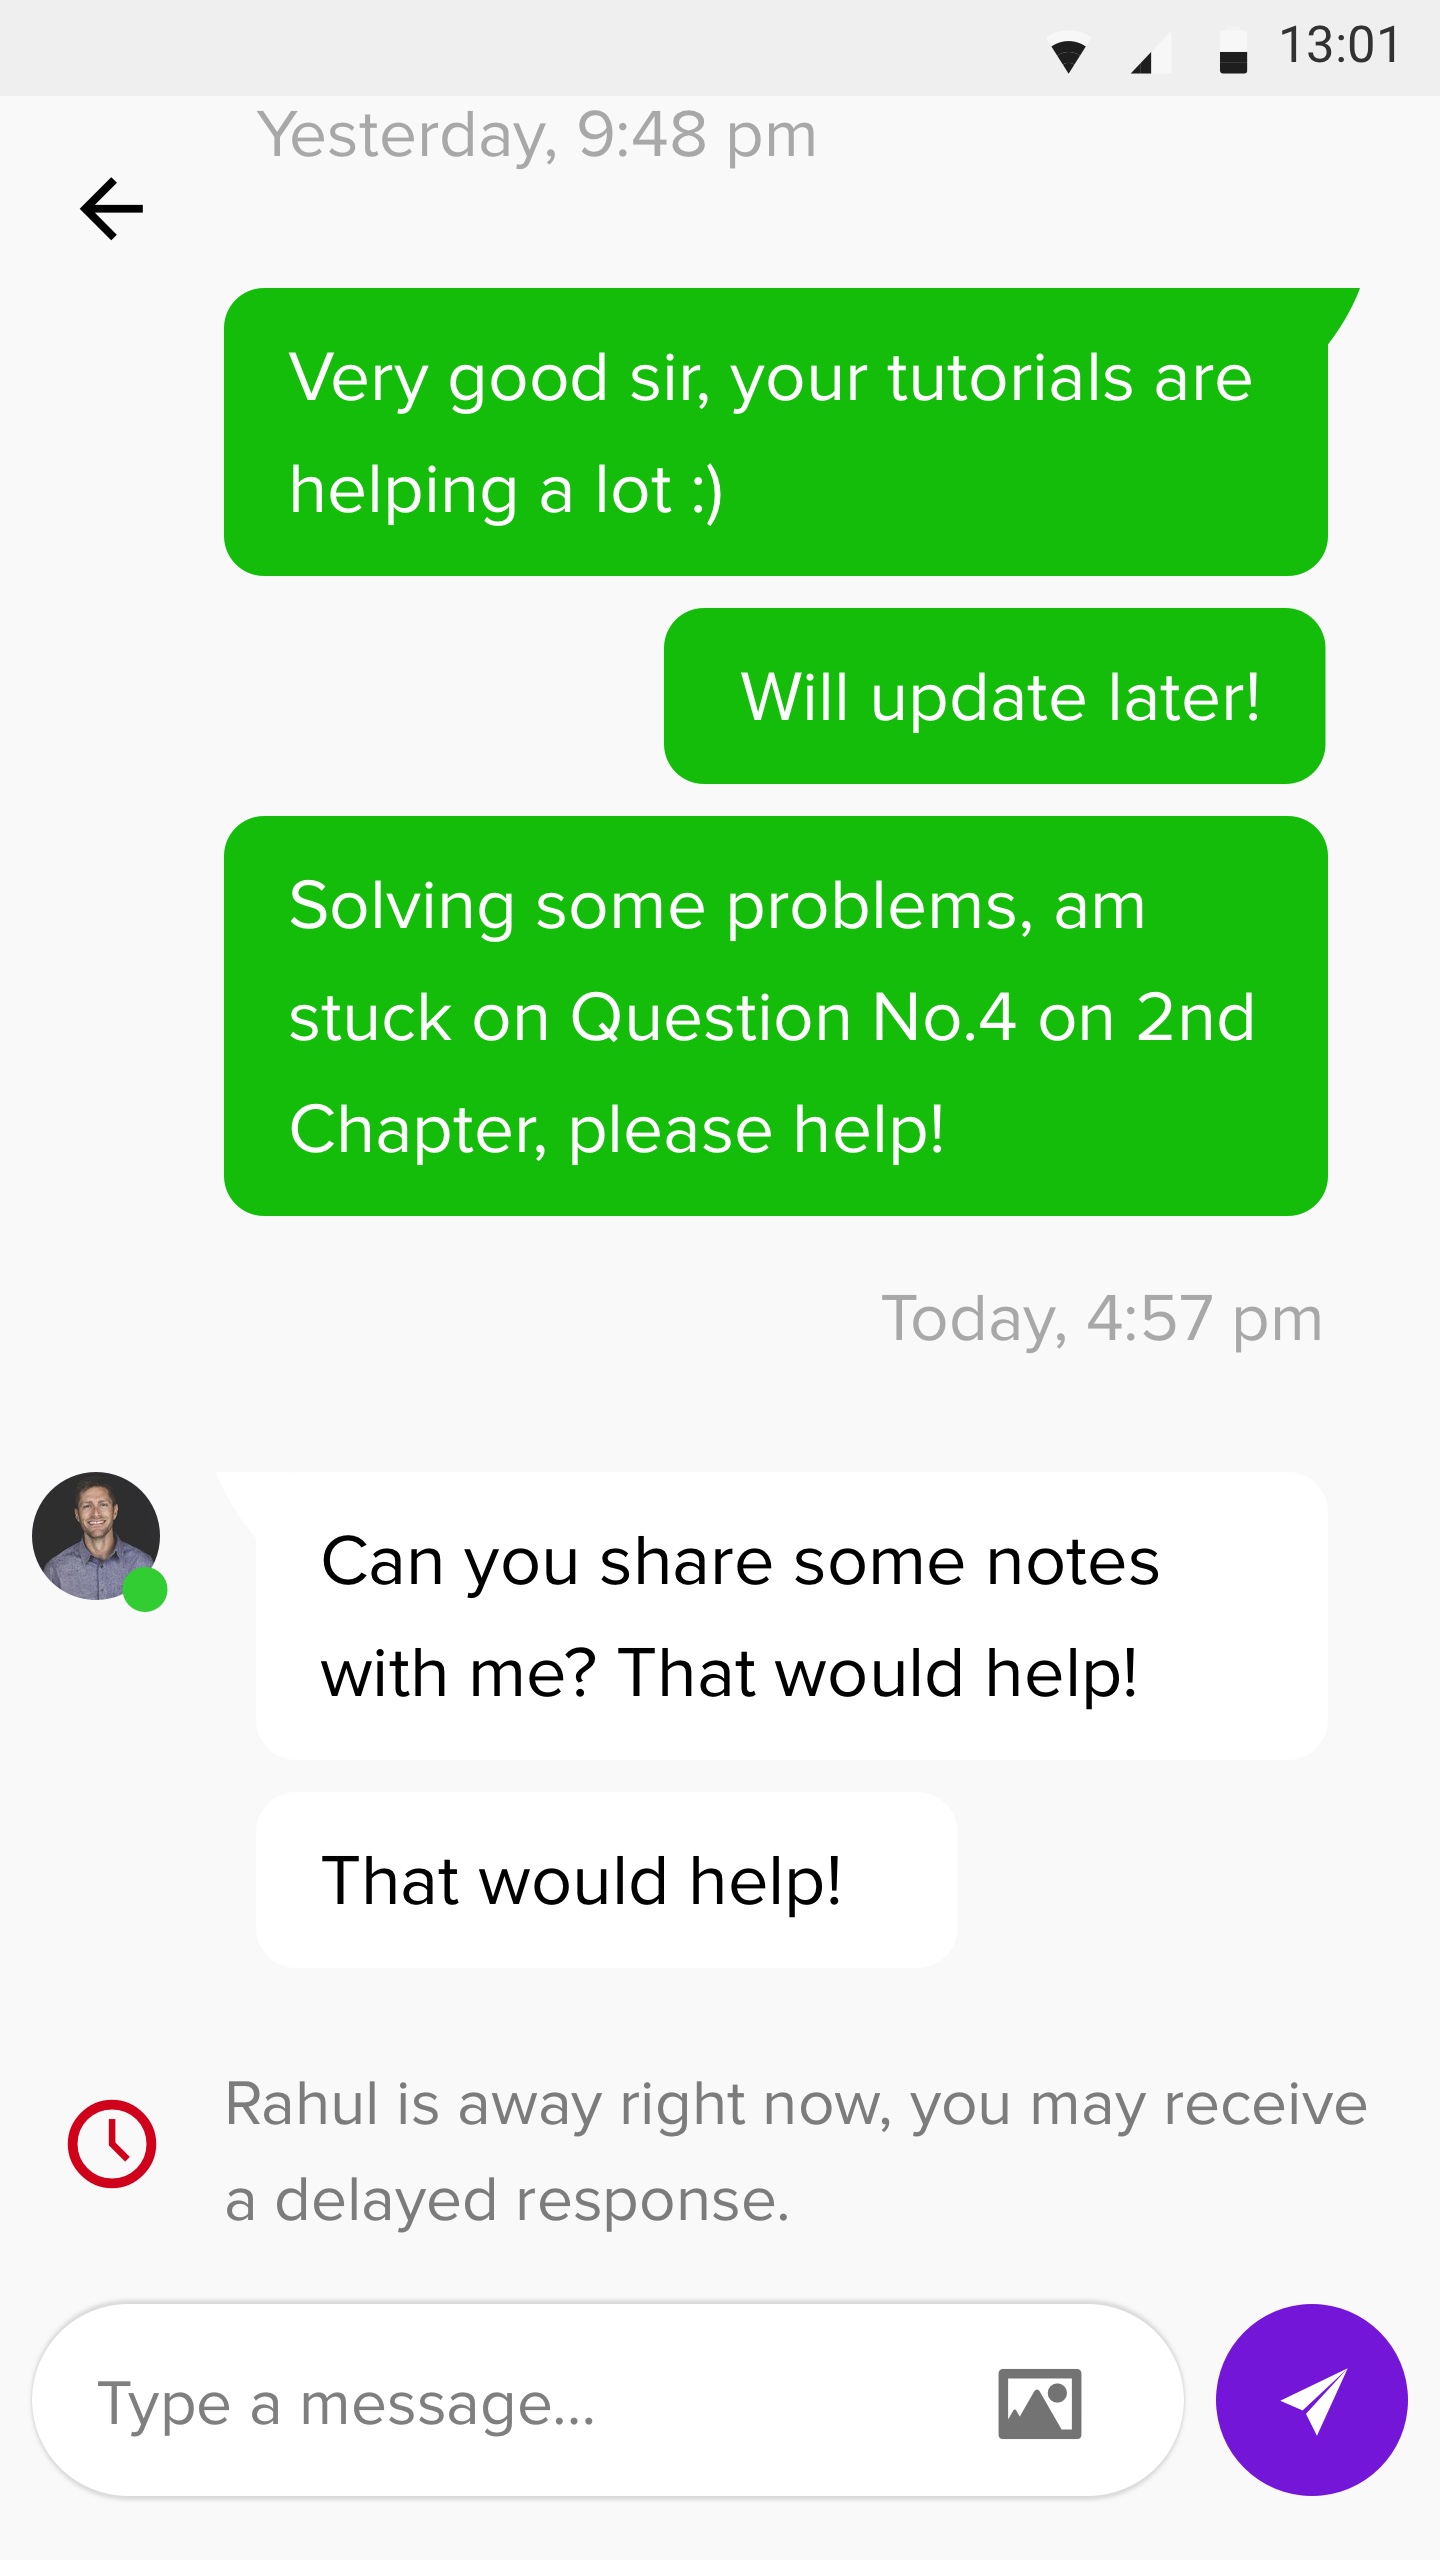 13:01
Yesterday, 9:48 pm
Very good sir, your tutorials are
helping a lot :)
Will update later!
Solving some problems, am
stuck on Question No.4 on 2nd
Chapter, please help!
Today, 4:57 pm
Can you share some notes
with me? That would help!
That would help!
Rahul is away right now, you may receive
a delayed response.
Type a message...